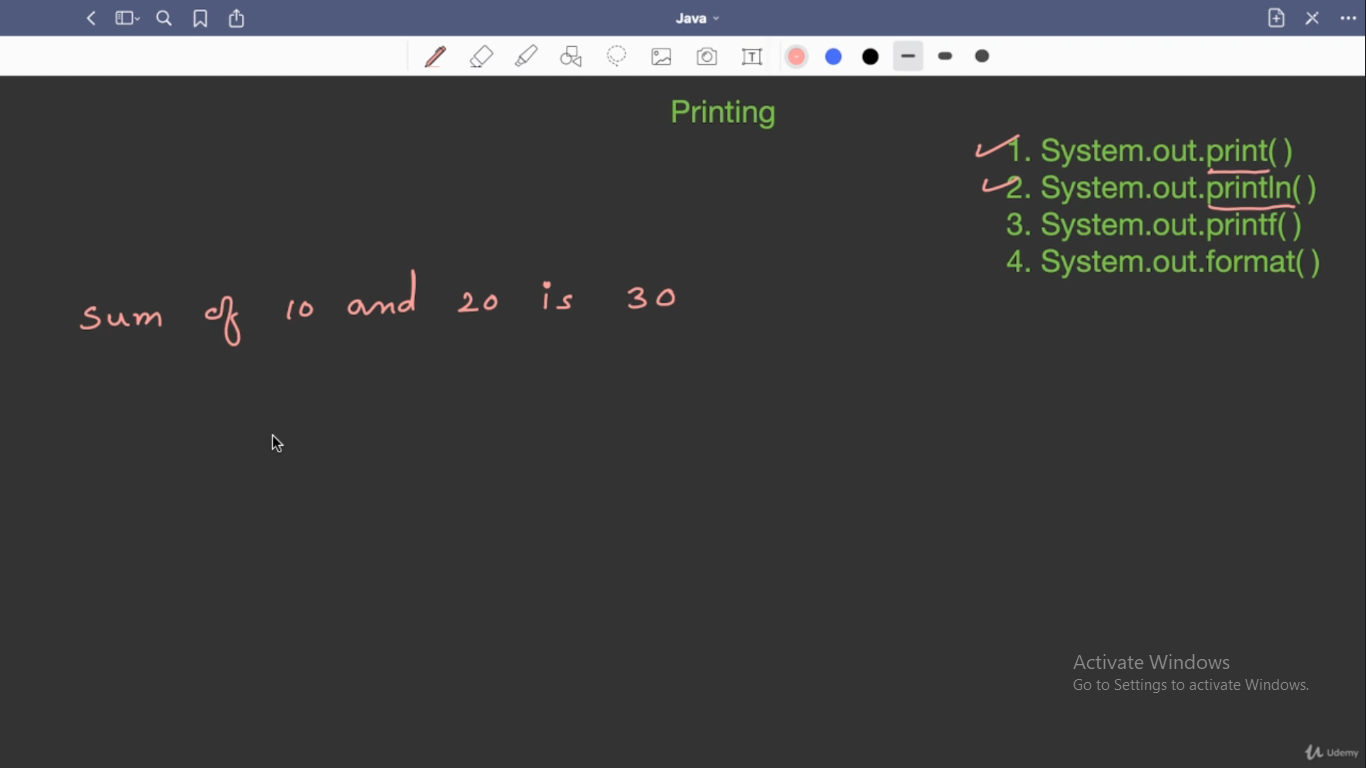 Java
Printing
1. System.out.print( )
2. System.out.println( )
3. System.out.printf( )
4. System.out.format( )
sum of 10 and 20 is 30
Activate Windows
Go to Settings to activate Windows.
Udemy